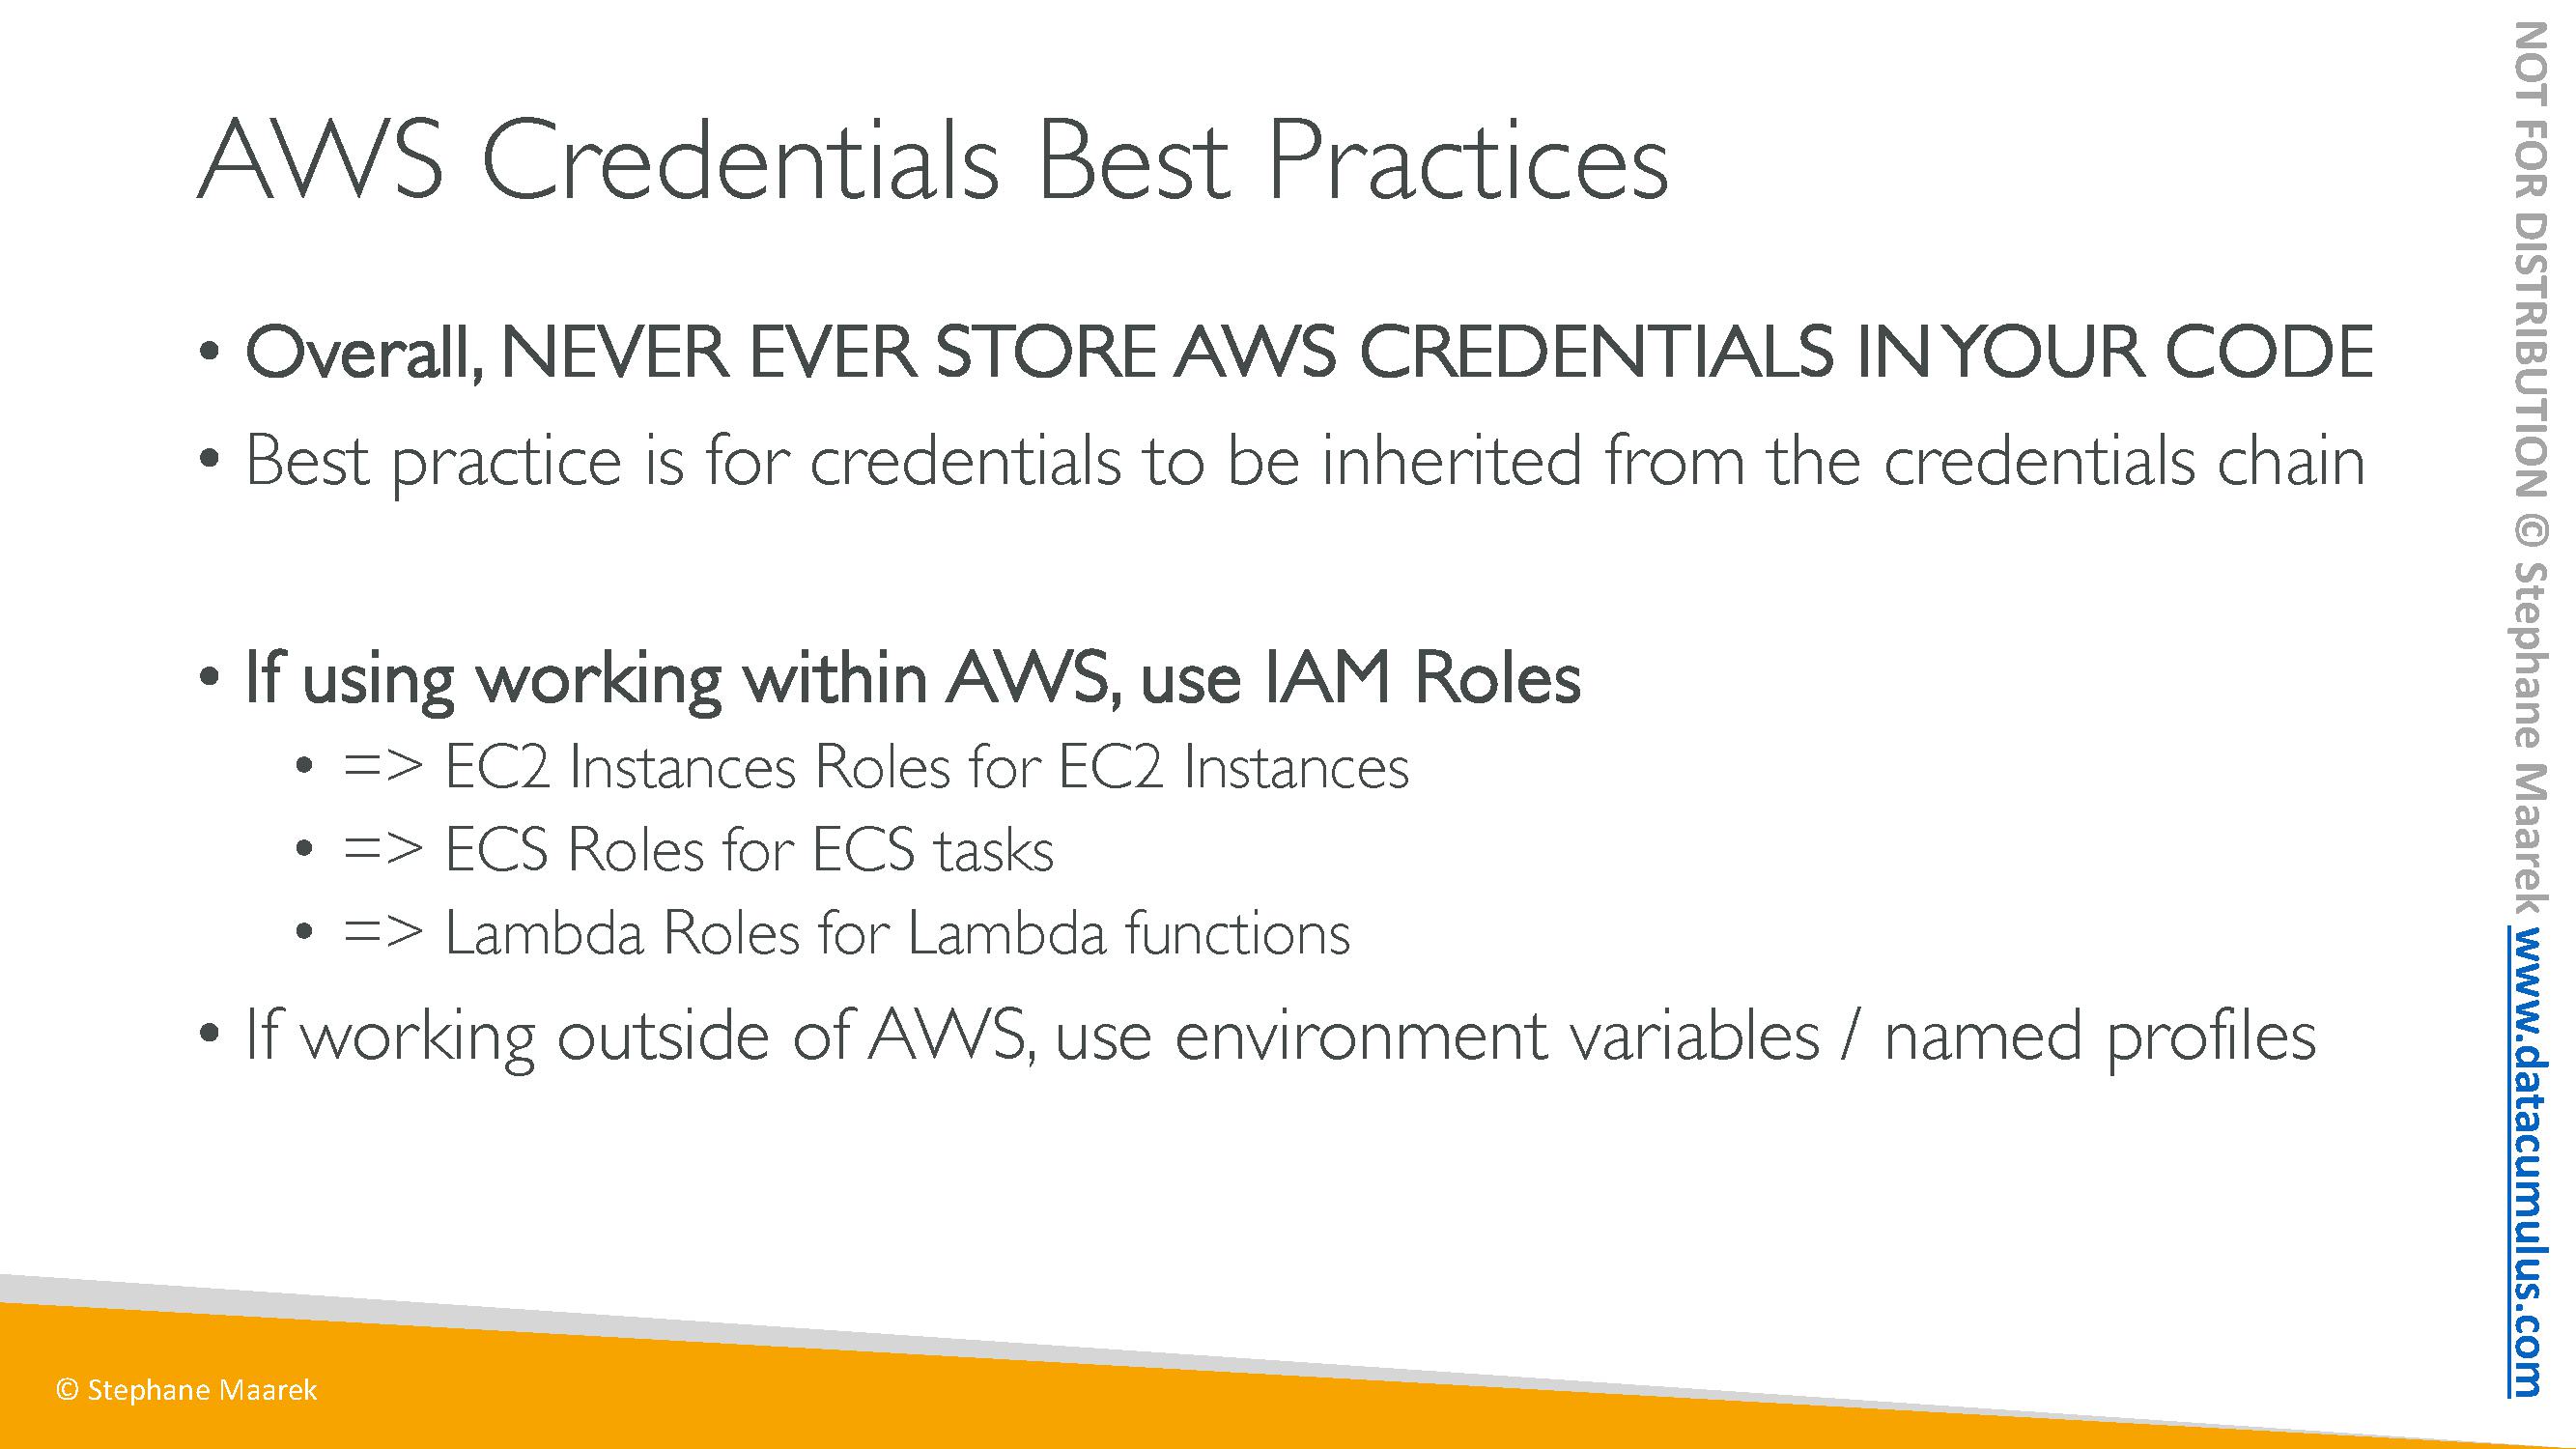 AWS Credentials Best Practices
• Overall, NEVER EVER STORE AWS CREDENTIALS IN YOUR CODE
• Best practice is for credentials to be inherited from the credentials chain
• If using working within AWS, use IAM Roles
• => EC2 Instances Roles for EC2 Instances
• => ECS Roles for ECS tasks
• => Lambda Roles for Lambda functions
• If working outside of AWS, use environment variables / named profiles
© Stephane Maarek
NOT FOR DISTRIBUTION © Stephane Maarek www.datacumulus.com